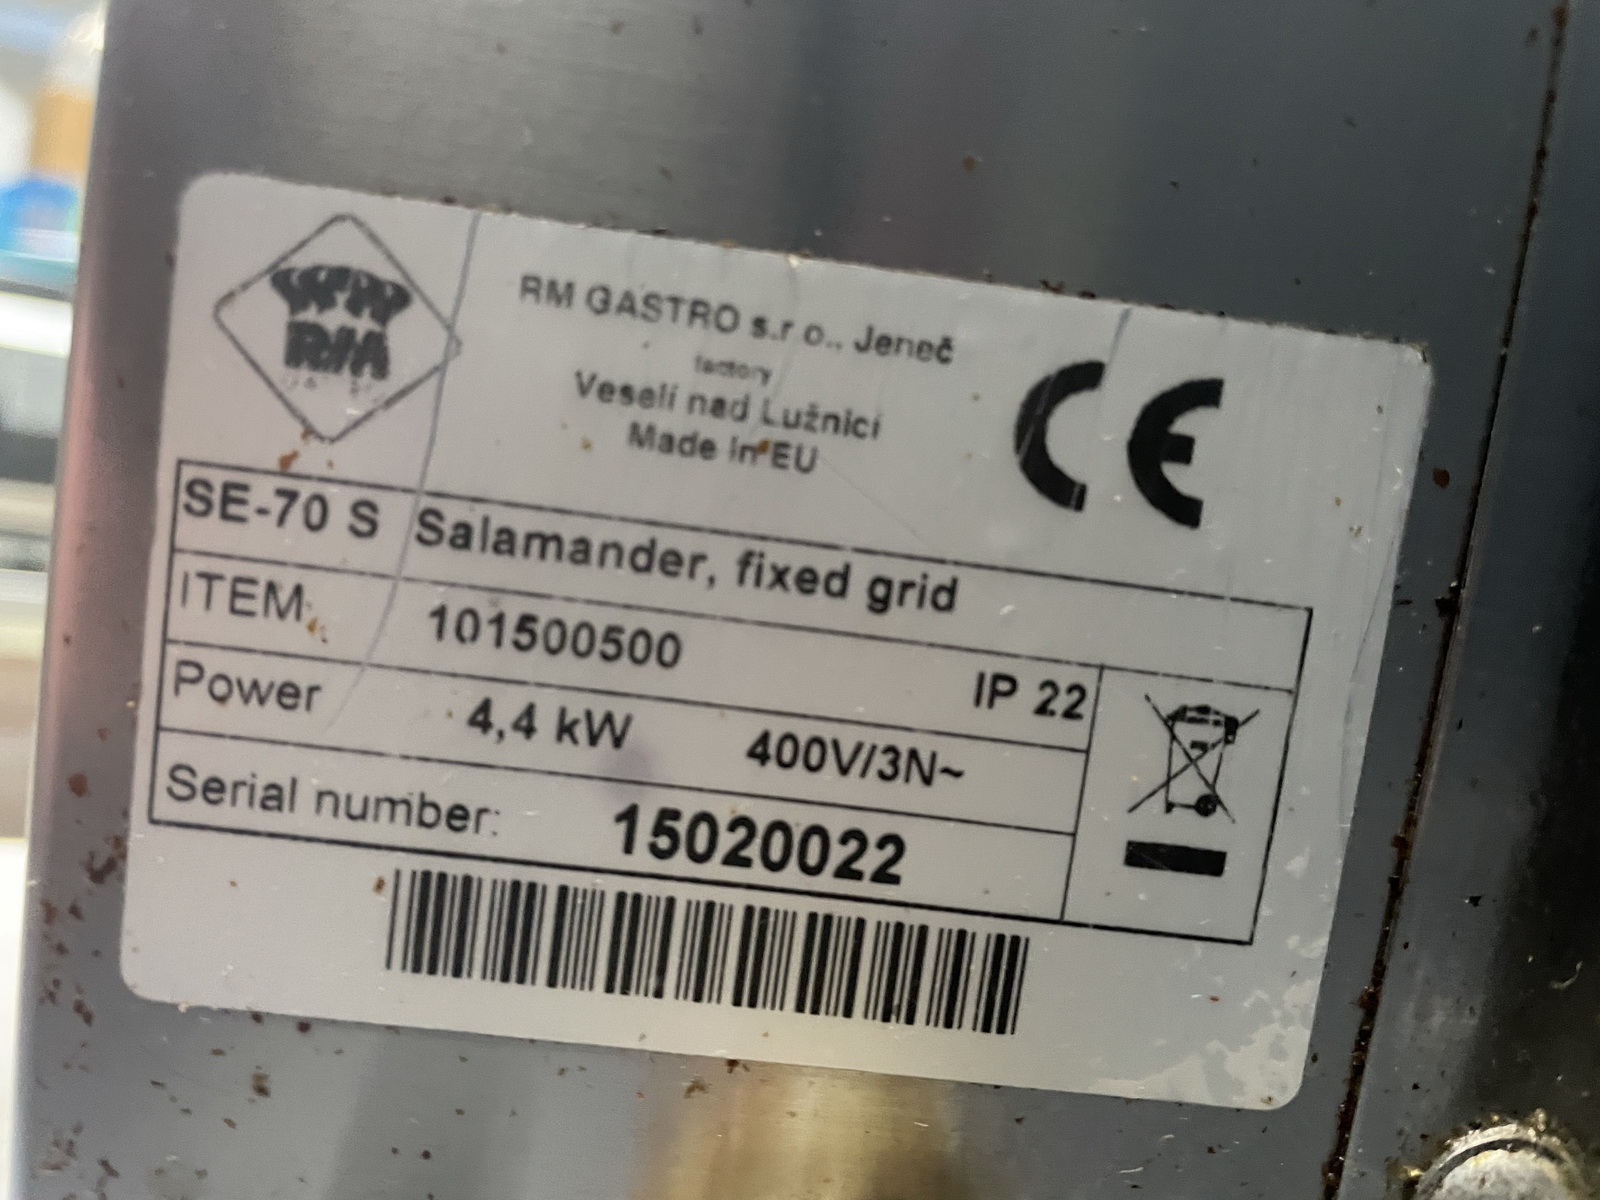 RM
RM GASTRO s.r o., Jeneč
factory
Veselí nad Lužnicí
Made in EU
CE
SE-70 S Salamander, fixed grid
ITEM: 101500500 IP 22
Power 4,4 kW 400V/3N~
Serial number: 15020022